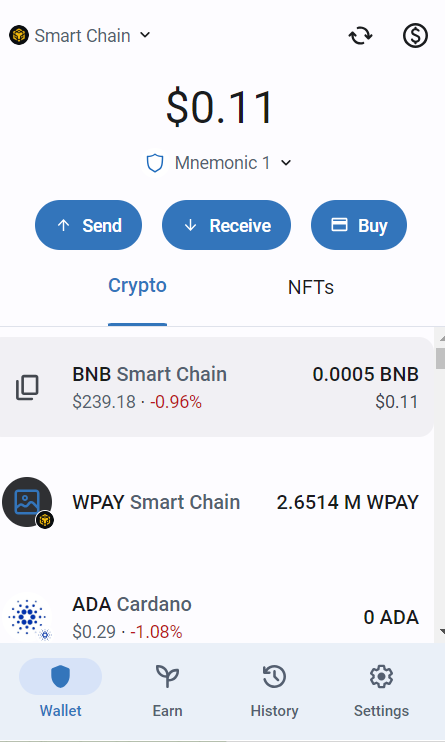 Smart Chain
$0.11
Mnemonic 1
Send Receive Buy
Crypto NFTs
BNB Smart Chain 0.0005 BNB
$239.18 · -0.96% $0.11
WPAY Smart Chain 2.6514 M WPAY
ADA Cardano 0 ADA
$0.29 · -1.08%
Wallet Earn History Settings